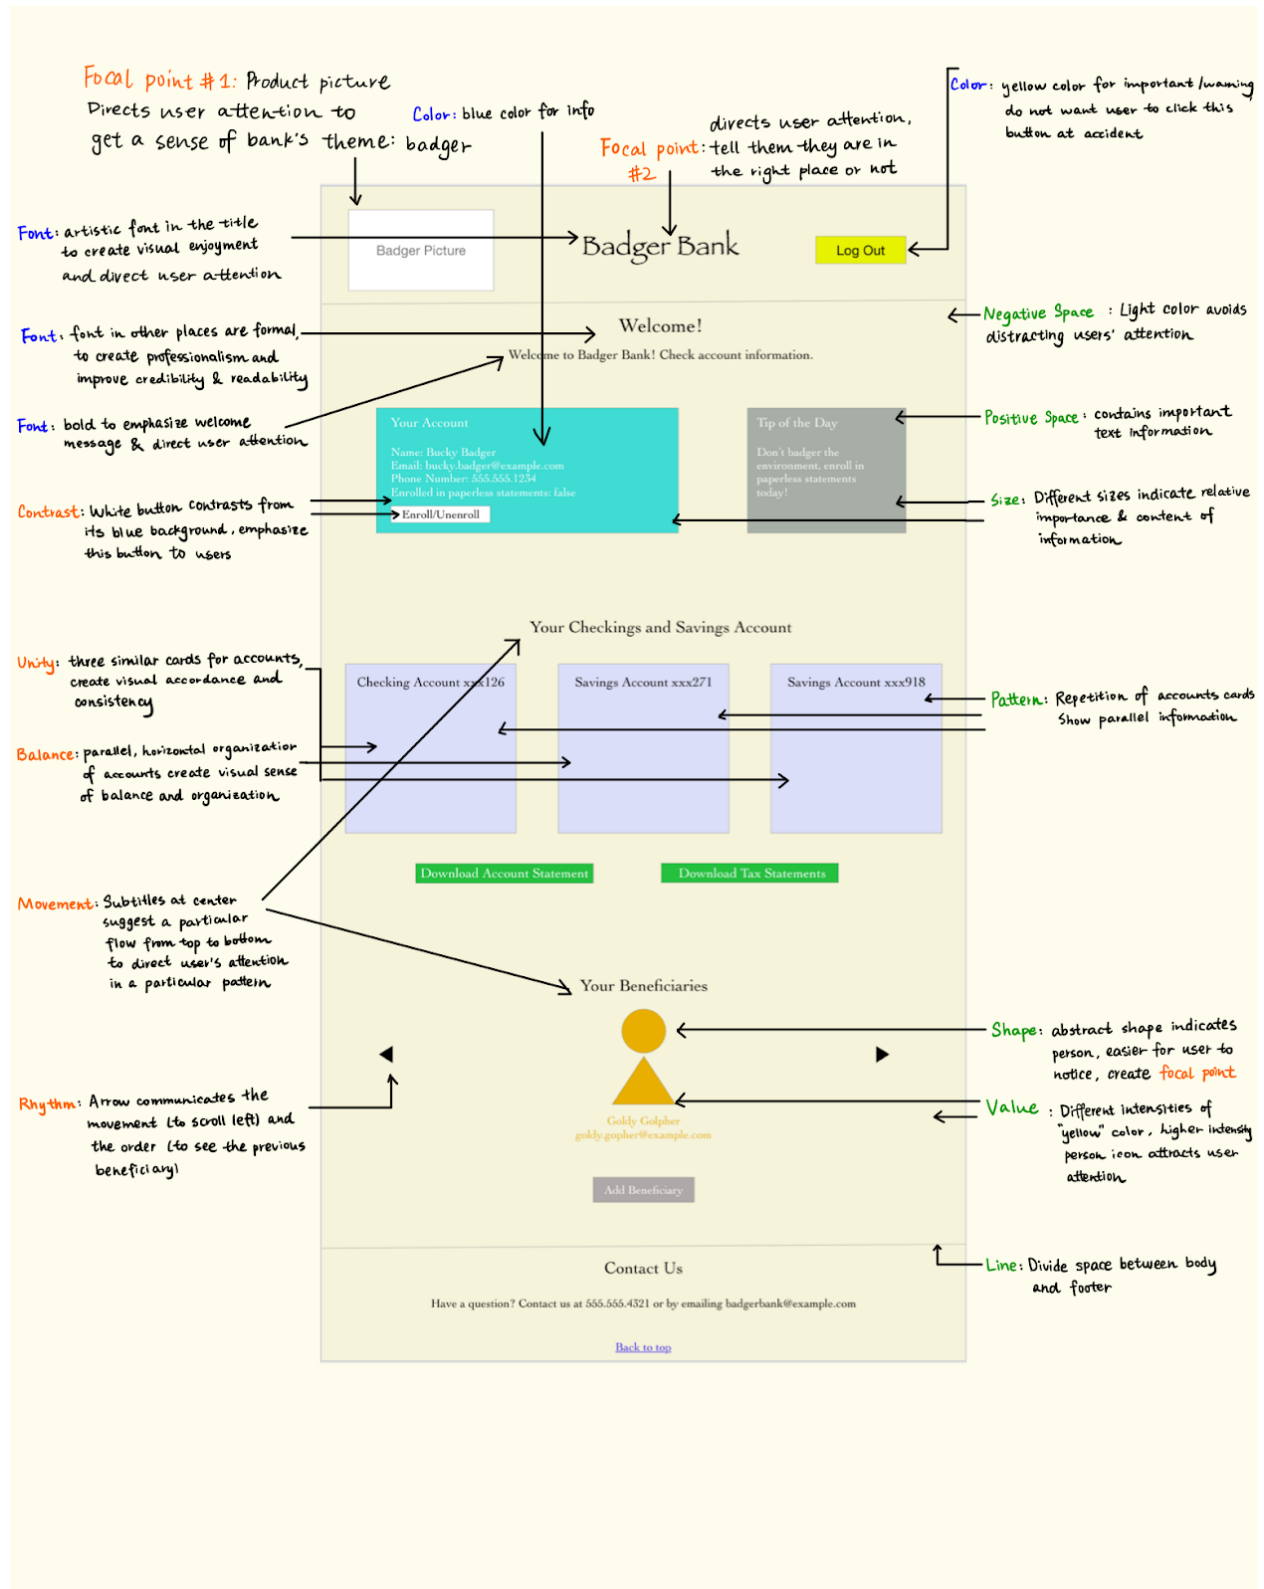 Focal point #1: Product picture
Directs user attention to
get a sense of bank's theme: badger
Color: blue color for info
directs user attention,
Focal point: tell them they are in
#2 the right place or not
Color: yellow color for important/warning
do not want user to click this
button at accident
Font: artistic font in the title
to create visual enjoyment
and direct user attention
Badger Picture
Badger Bank
Log Out
Font: font in other places are formal,
to create professionalism and
improve credibility & readability
Welcome!
Welcome to Badger Bank! Check account information.
Negative Space : Light color avoids
distracting users' attention
Font: bold to emphasize welcome
message & direct user attention
Your Account
Name: Bucky Badger
Email: bucky.badger@example.com
Phone Number: 555.555.1234
Enrolled in paperless statements: false
Enroll/Unenroll
Tip of the Day
Don't badger the
environment, enroll in
paperless statements
today!
Positive Space: contains important
text information
Contrast: White button contrasts from
its blue background, emphasize
this button to users
Size: Different sizes indicate relative
importance & content of
information
Your Checkings and Savings Account
Unity: three similar cards for accounts,
create visual accordance and
consistency
Checking Account xxx126
Savings Account xxx271
Savings Account xxx918
Pattern: Repetition of accounts cards
show parallel information
Balance: parallel, horizontal organization
of accounts create visual sense
of balance and organization
Download Account Statement
Download Tax Statements
Movement: Subtitles at center
suggest a particular
flow from top to bottom
to direct user's attention
in a particular pattern
Your Beneficiaries
Shape: abstract shape indicates
person, easier for user to
notice, create focal point
Rhythm: Arrow communicates the
movement (to scroll left) and
the order (to see the previous
beneficiary)
Goldy Golpher
goldy.gopher@example.com
Value : Different intensities of
"yellow" color, higher intensity
person icon attracts user
attention
Add Beneficiary
Line: Divide space between body
and footer
Contact Us
Have a question? Contact us at 555.555.4321 or by emailing badgerbank@example.com
Back to top